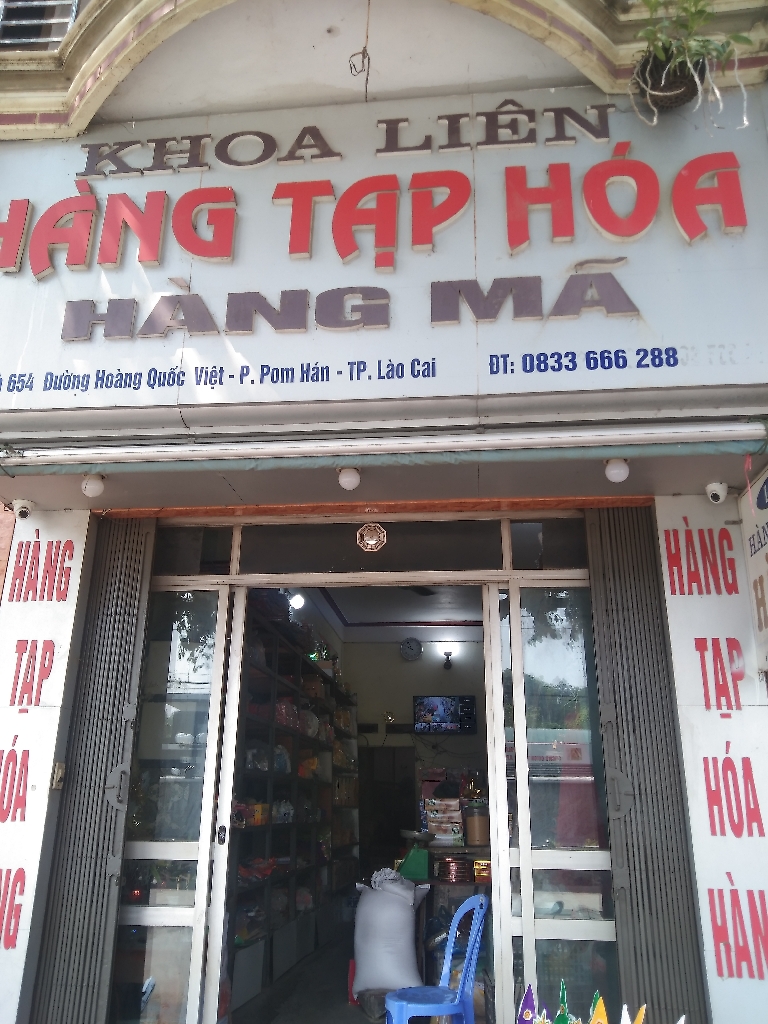 KHOA LIÊN
HÀNG TẠP HÓA
HÀNG MÃ
654 Đường Hoàng Quốc Việt - P. Pom Hán - TP. Lào Cai ĐT: 0833 666 288
HÀNG
TẠP
HÓA
HÀNG
TẠP
HÓA